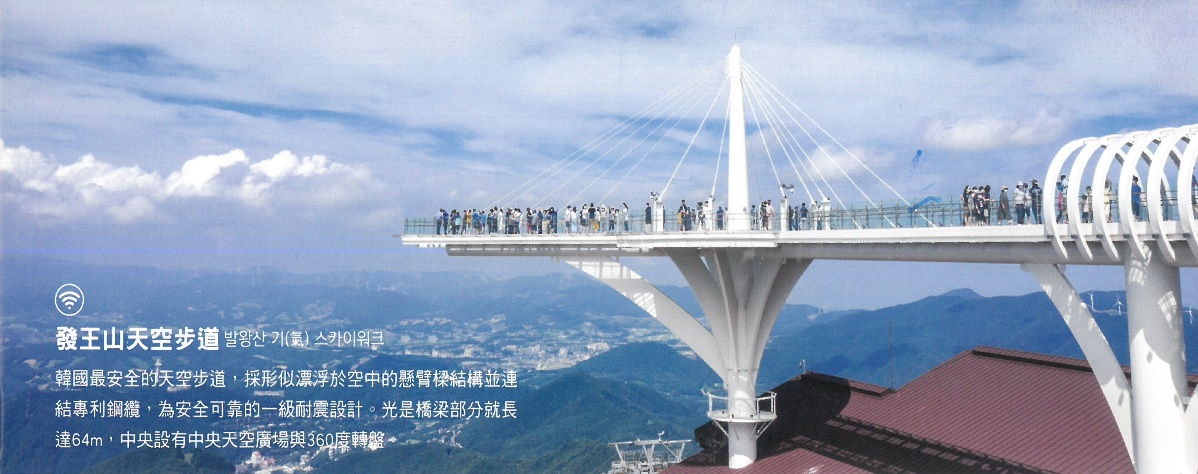 發王山天空步道 발왕산 기(氣) 스카이워크
韓國最安全的天空步道，採形似漂浮於空中的懸臂樑結構並連
結專利鋼纜，為安全可靠的一級耐震設計。光是橋梁部分就長
達64m，中央設有中央天空廣場與360度轉盤